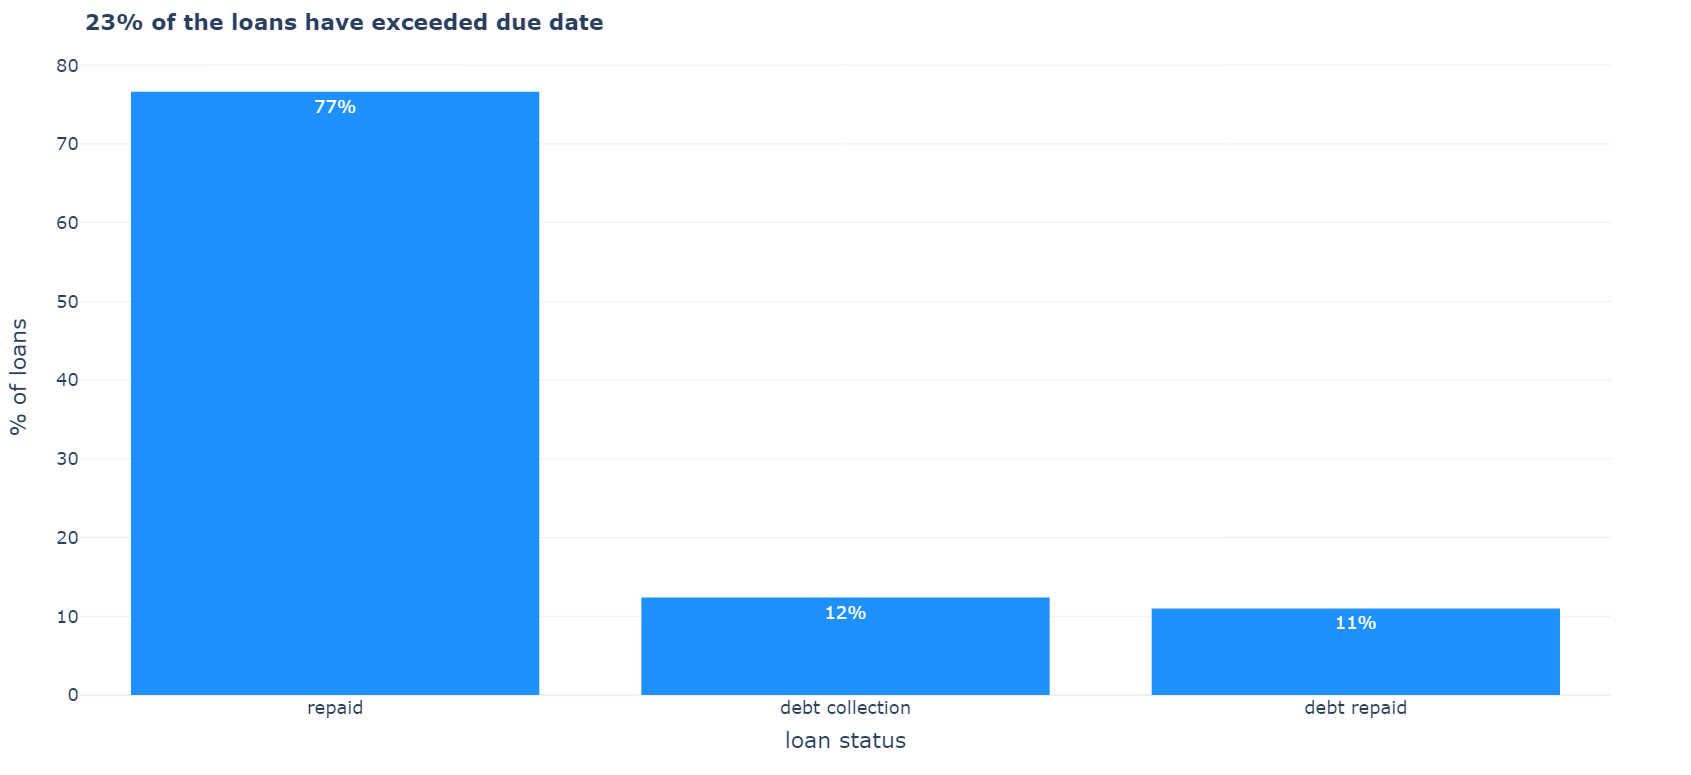 23% of the loans have exceeded due date
80
70
60
50
40
30
20
10
0
% of loans
77%
12%
11%
repaid
debt collection
debt repaid
loan status